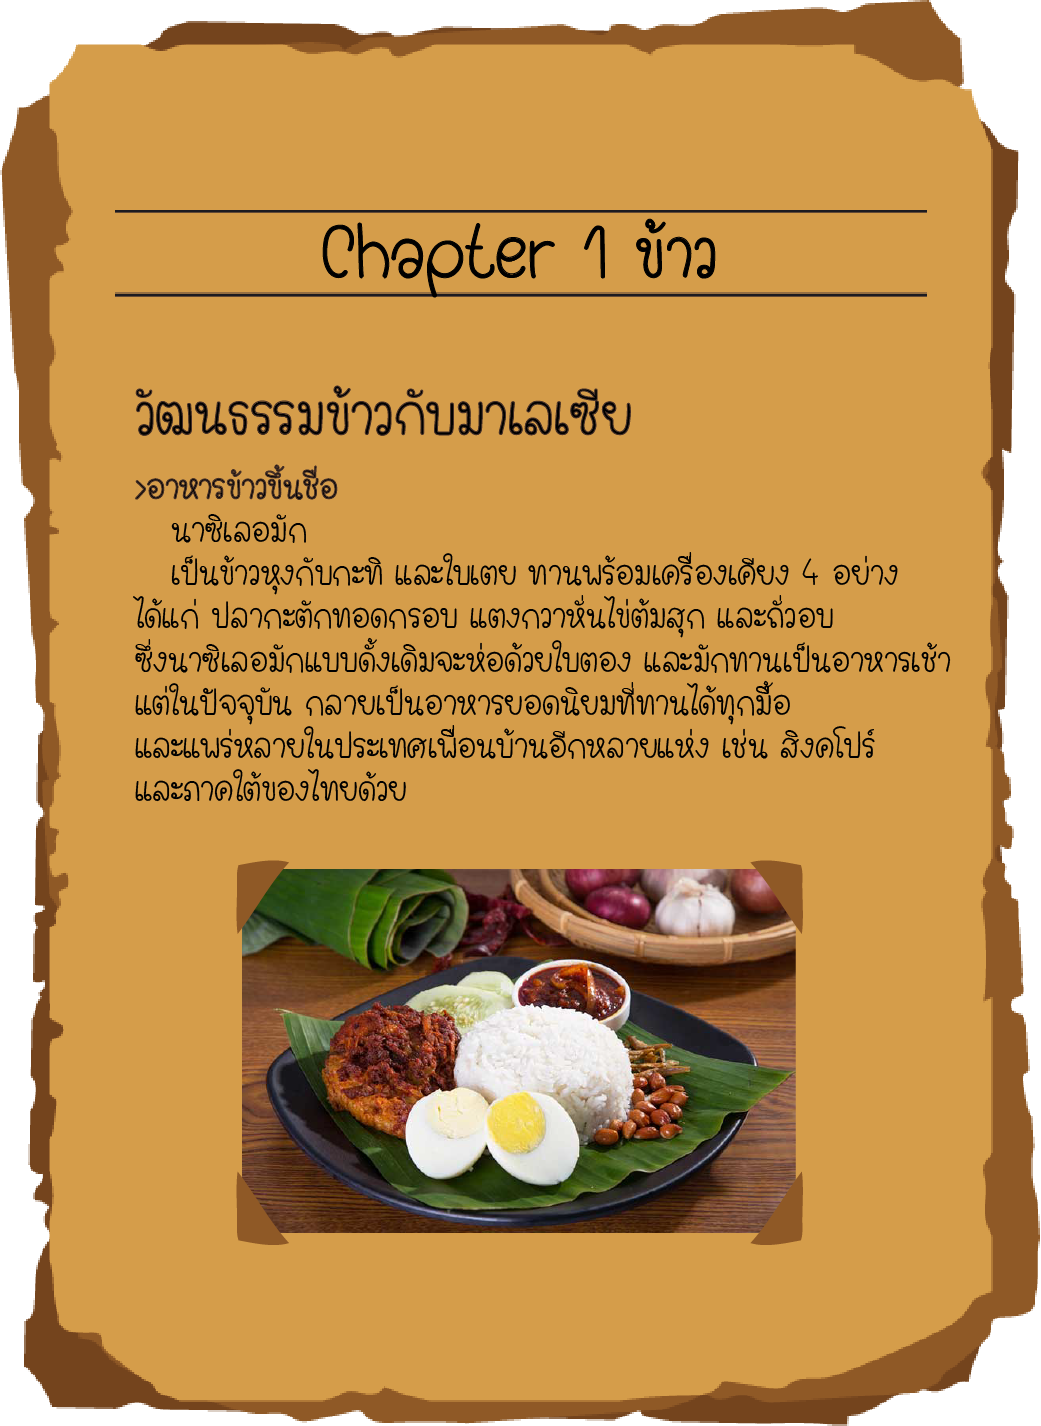 Chapter 1 ข้าว
วัฒนธรรมข้าวกับมาเลเซีย
>อาหารข้าวขึ้นชื่อ
นาซิเลอมัก
เป็นข้าวหุงกับกะทิ และใบเตย ทานพร้อมเครื่องเคียง 4 อย่าง
ได้แก่ ปลากะตักทอดกรอบ แตงกวาหั่นไข่ต้มสุก และถั่วอบ
ซึ่งนาซิเลอมักแบบดั้งเดิมจะห่อด้วยใบตอง และมักทานเป็นอาหารเช้า
แต่ในปัจจุบัน กลายเป็นอาหารยอดนิยมที่ทานได้ทุกมื้อ
และแพร่หลายในประเทศเพื่อนบ้านอีกหลายแห่ง เช่น สิงคโปร์
และภาคใต้ของไทยด้วย